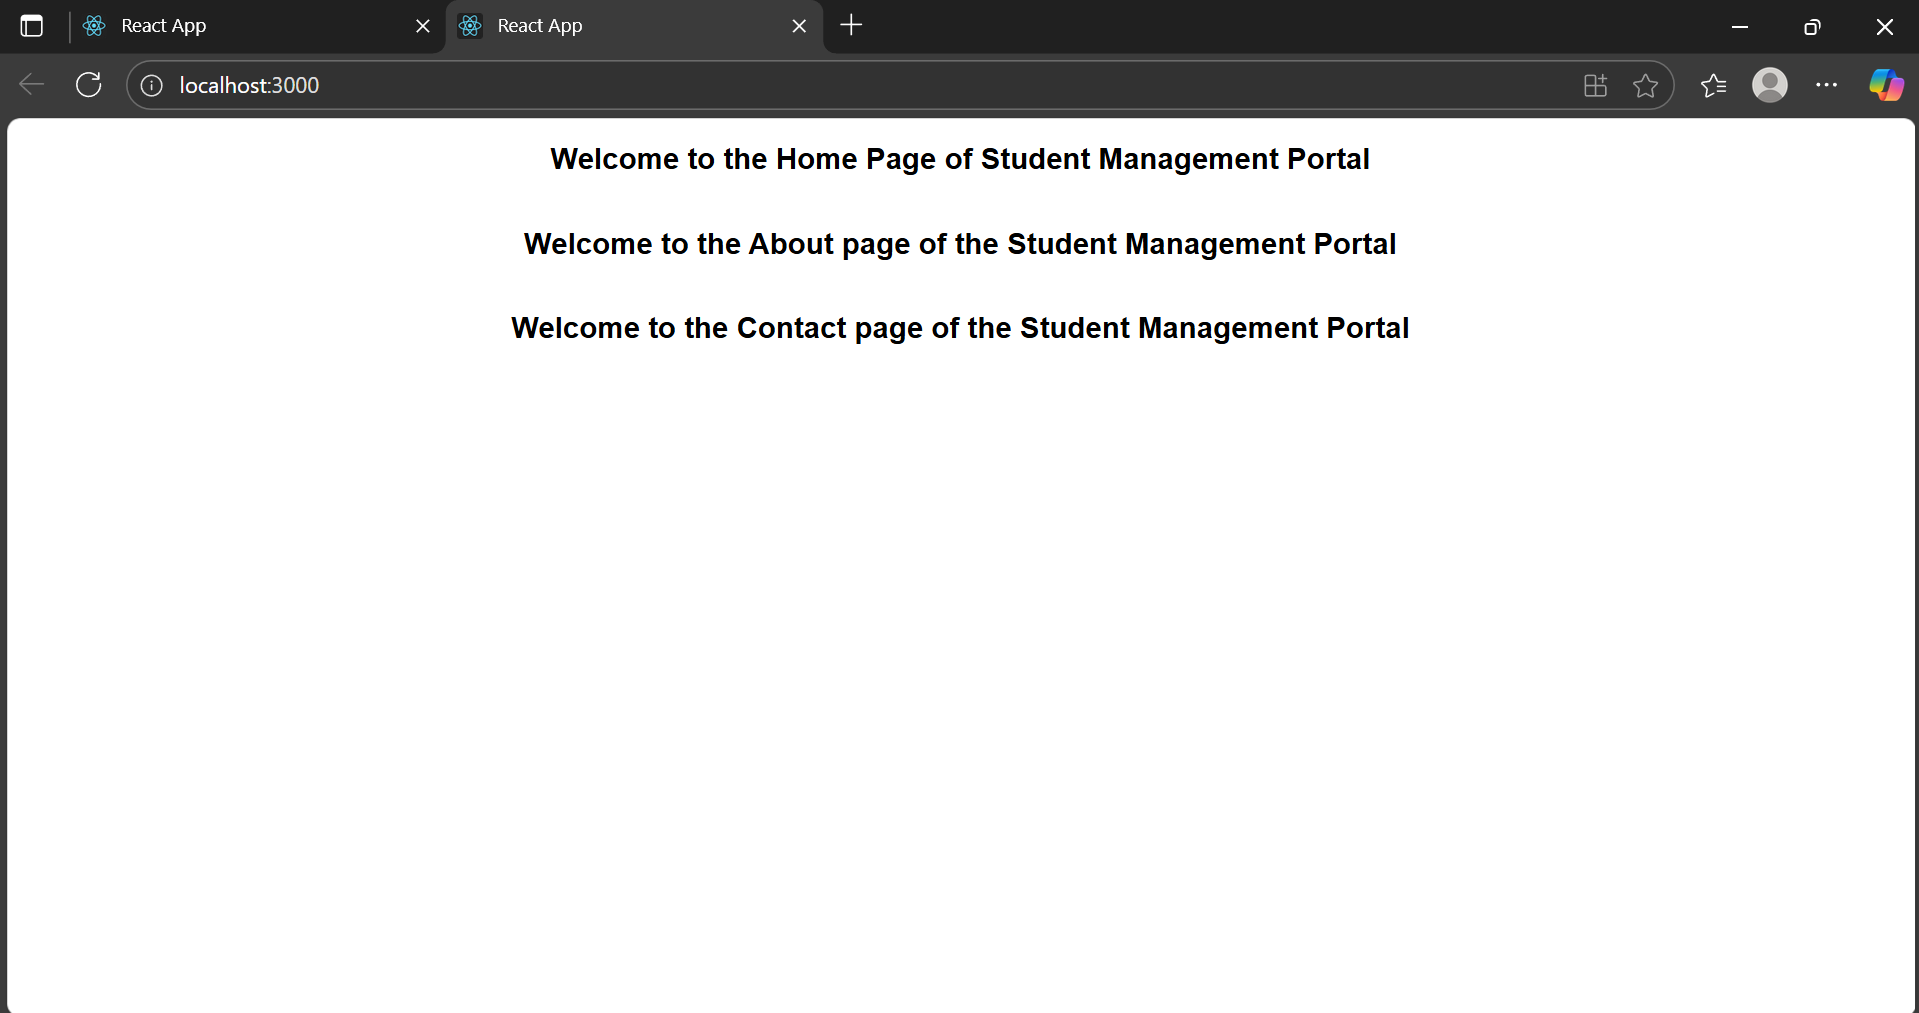 React App
React App
localhost:3000
Welcome to the Home Page of Student Management Portal
Welcome to the About page of the Student Management Portal
Welcome to the Contact page of the Student Management Portal